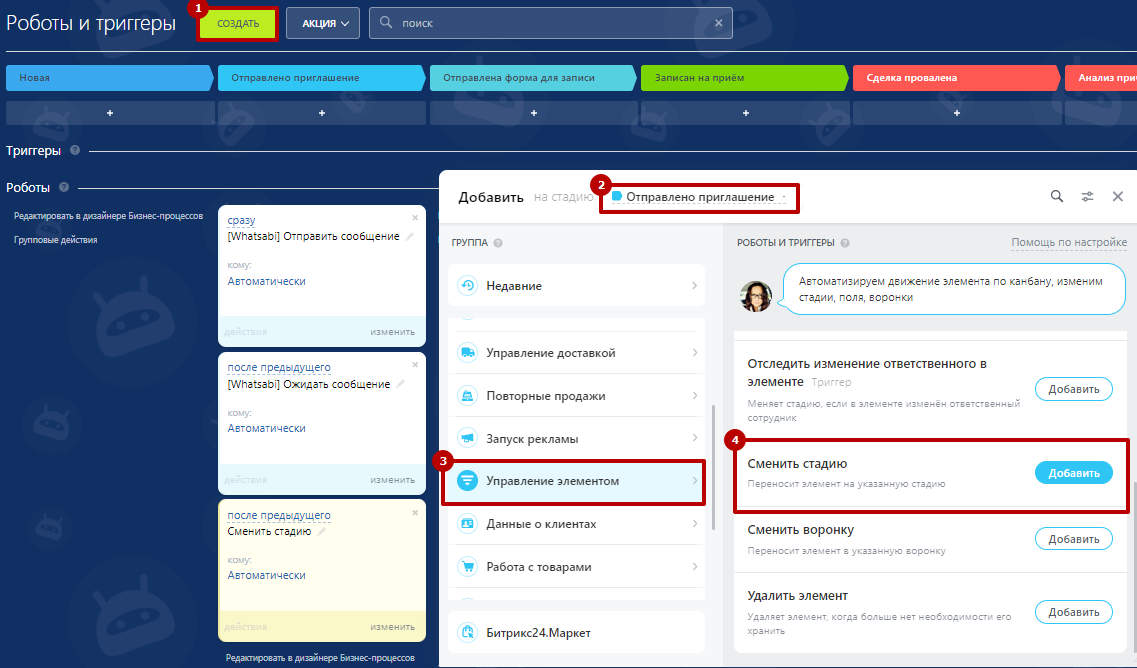 1
Роботы и триггеры
СОЗДАТЬ
АКЦИЯ
поиск
Новая
Отправлено приглашение
Отправлена форма для записи
Записан на приём
Сделка провалена
Анализ при
+ + + + +
Триггеры ?
Роботы ?
Редактировать в дизайнере Бизнес-процессов
Групповые действия
сразу
[Whatsabi] Отправить сообщение
кому:
Автоматически
действия изменить
после предыдущего
[Whatsabi] Ожидать сообщение
кому:
Автоматически
действия изменить
после предыдущего
Сменить стадию
кому:
Автоматически
действия изменить
Редактировать в дизайнере Бизнес-процессов
2
Добавить на стадию Отправлено приглашение
ГРУППА ?
Недавние
Управление доставкой
Повторные продажи
Запуск рекламы
3
Управление элементом
Данные о клиентах
Работа с товарами
Битрикс24.Маркет
РОБОТЫ И ТРИГГЕРЫ ?
Помощь по настройке
Автоматизируем движение элемента по канбану, изменим
стадии, поля, воронки
Отследить изменение ответственного в
элементе Триггер
Меняет стадию, если в элементе изменён ответственный
сотрудник
Добавить
4
Сменить стадию
Переносит элемент на указанную стадию
Добавить
Сменить воронку
Переносит элемент в указанную воронку
Добавить
Удалить элемент
Удаляет элемент, когда больше нет необходимости его
хранить
Добавить